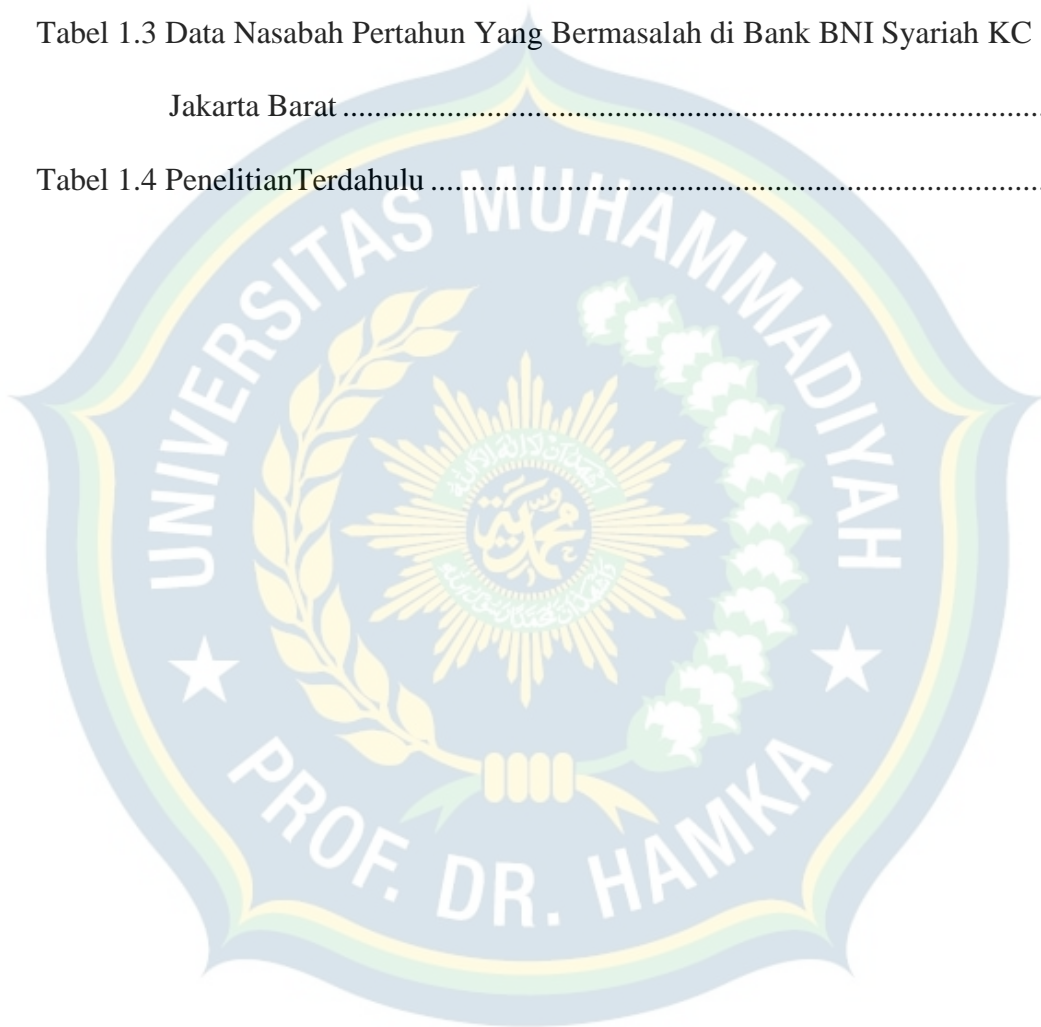 Tabel 1.3 Data Nasabah Pertahun Yang Bermasalah di Bank BNI Syariah KC
Jakarta Barat ........................................................................................
Tabel 1.4 PenelitianTerdahulu .............................................................................
UNIVERSITAS MUHAMMADIYAH
محمدية
PROF. DR. HAMKA